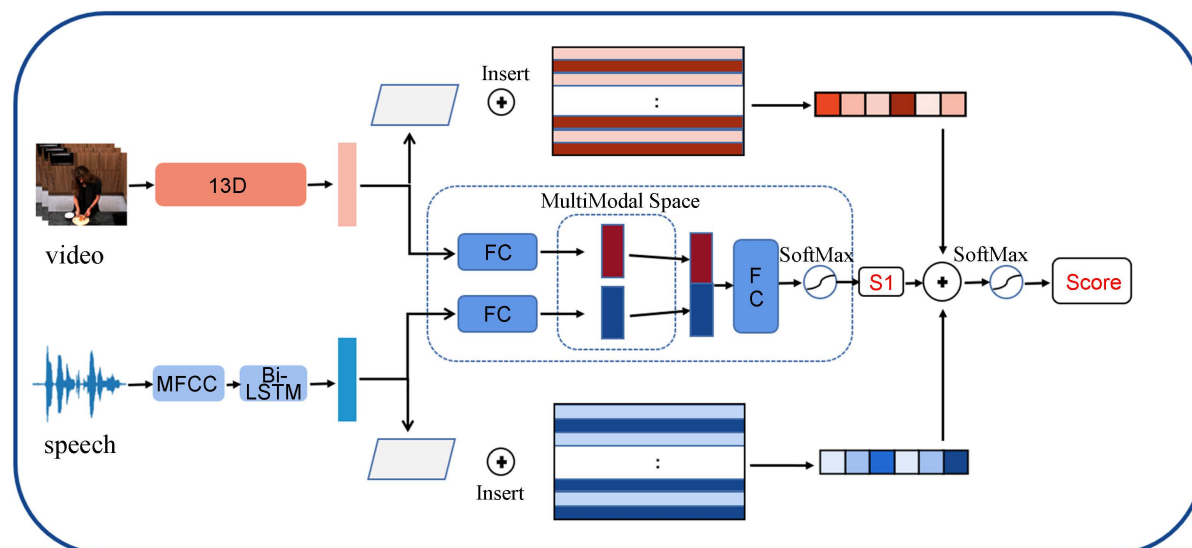 Insert
:
MultiModal Space
13D
video
FC
FC
F
C
SoftMax
S1
SoftMax
Score
MFCC
Bi-
LSTM
speech
Insert
: